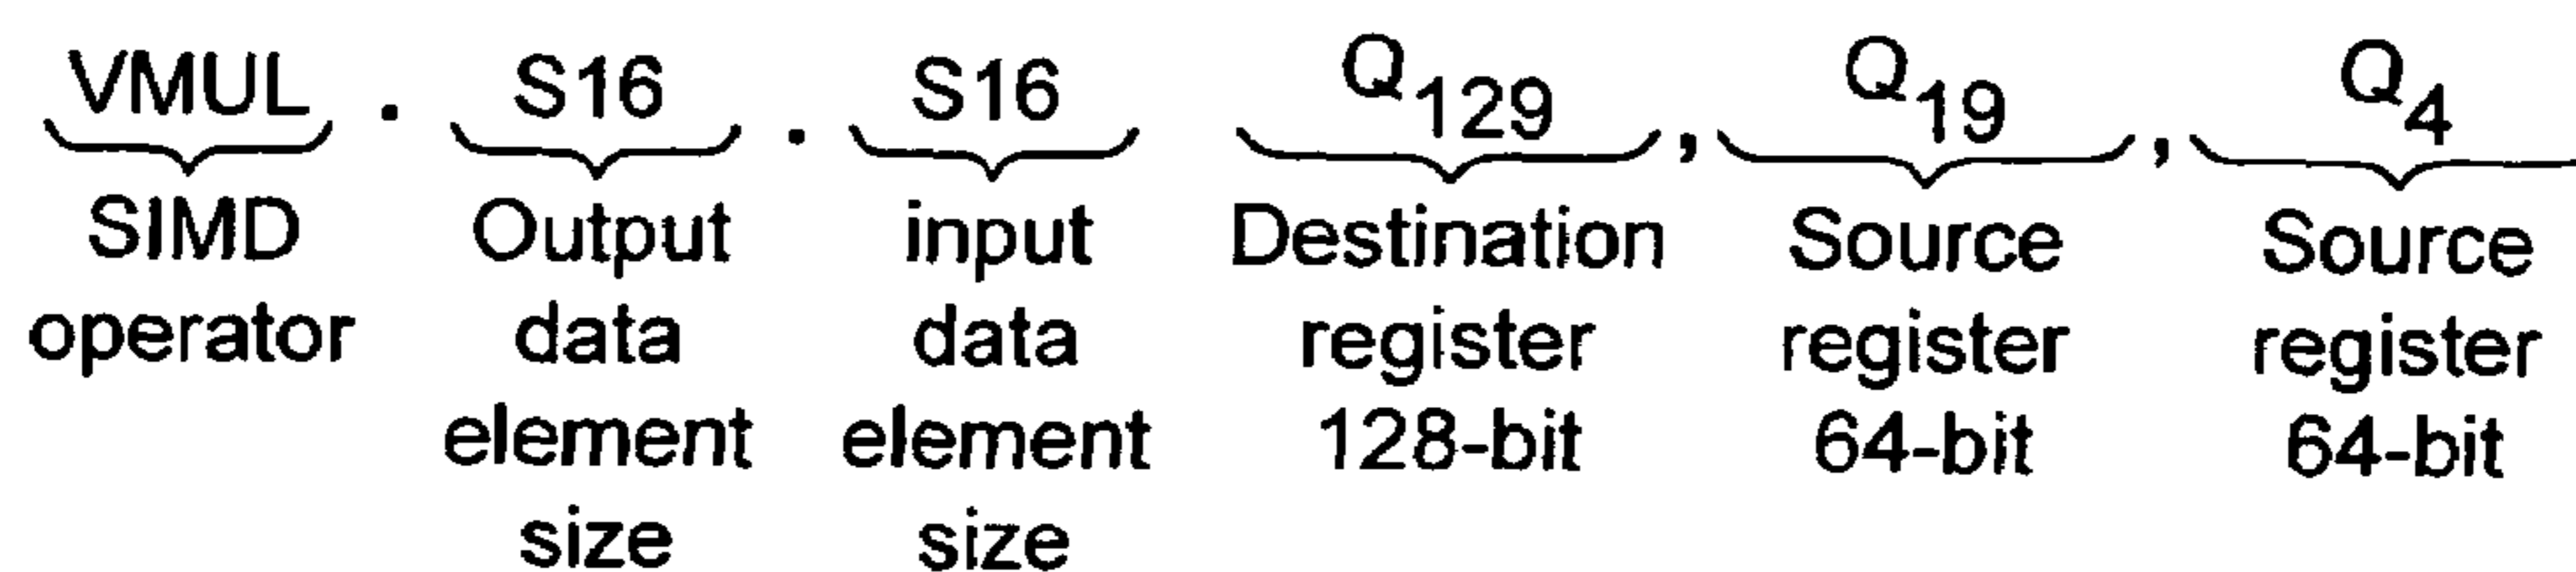 VMUL . S16 . S16 Q129 , Q19 , Q4
SIMD Output input Destination Source Source
operator data data register register register
element element 128-bit 64-bit 64-bit
size size